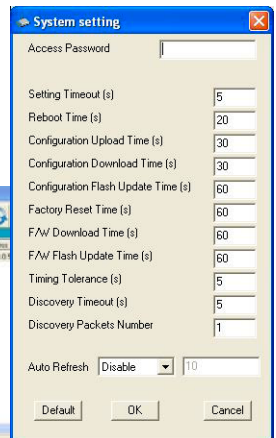 System setting
Access Password
Setting Timeout (s) 5
Reboot Time (s) 20
Configuration Upload Time (s) 30
Configuration Download Time (s) 30
Configuration Flash Update Time (s) 60
Factory Reset Time (s) 60
F/W Download Time (s) 60
F/W Flash Update Time (s) 60
Timing Tolerance (s) 5
Discovery Timeout (s) 5
Discovery Packets Number 1
Auto Refresh Disable 10
Default OK Cancel